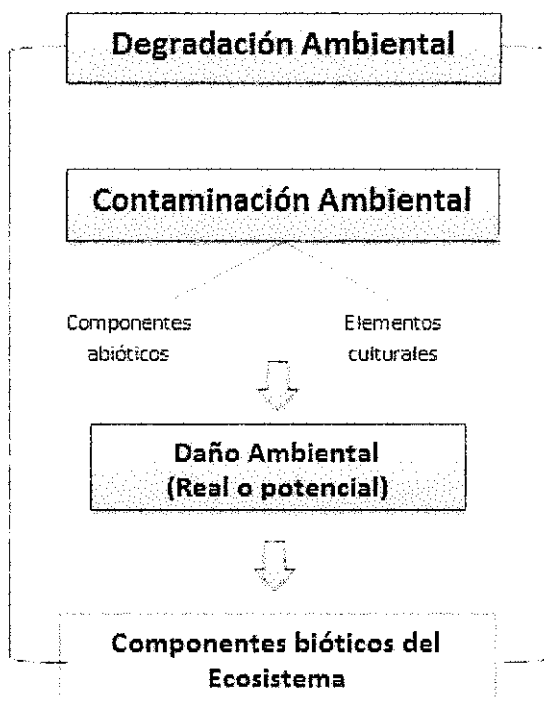 Degradación Ambiental
Contaminación Ambiental
Componentes
abióticos
Elementos
culturales
Daño Ambiental
(Real o potencial)
Componentes bióticos del
Ecosistema